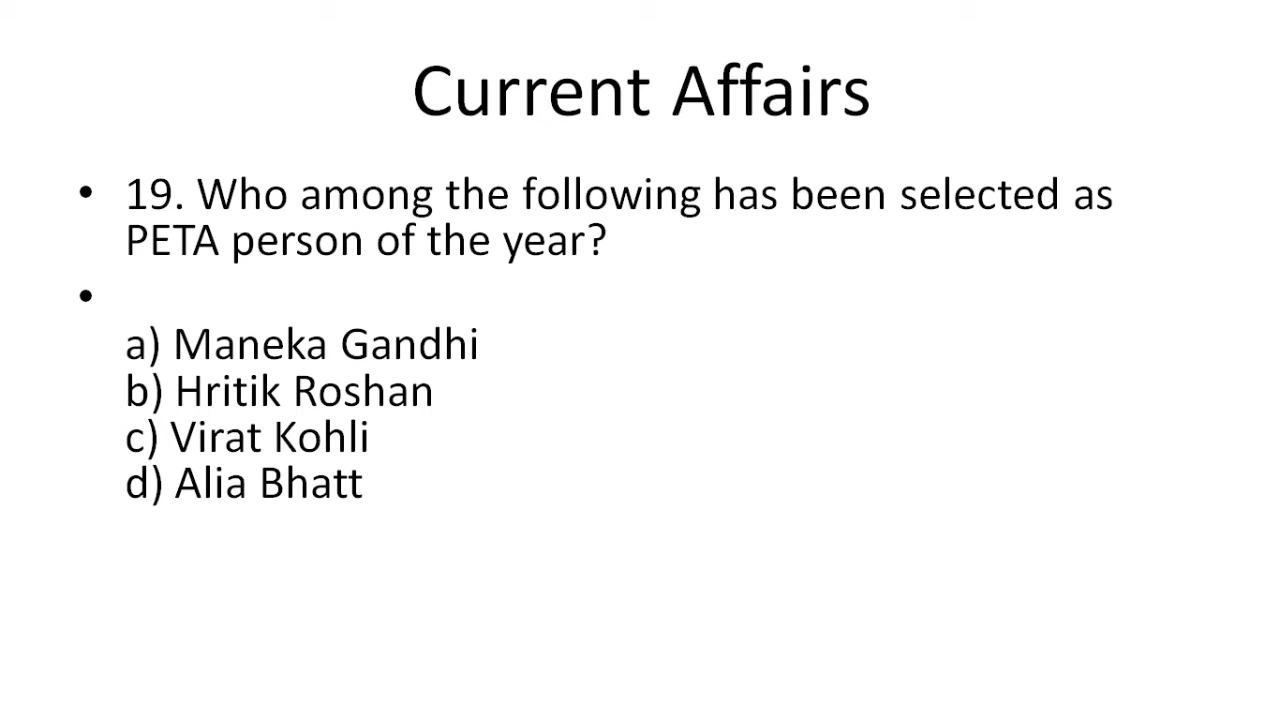 Current Affairs
• 19. Who among the following has been selected as
PETA person of the year?
•
a) Maneka Gandhi
b) Hritik Roshan
c) Virat Kohli
d) Alia Bhatt